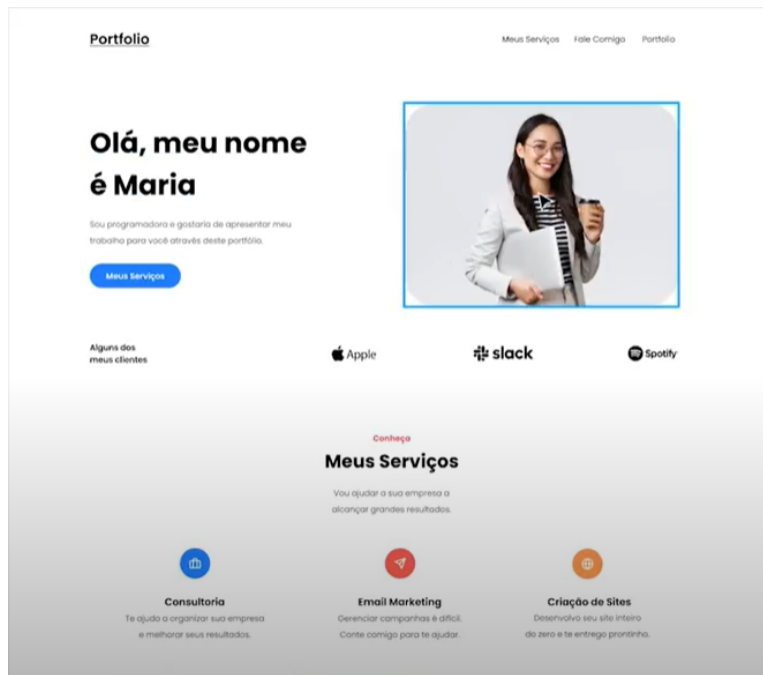 Portfolio
Meus Serviços
Fale Comigo
Portfolio
Olá, meu nome
é Maria
Sou programadora e gostaria de apresentar meu
trabalho para você através deste portfólio.
Meus Serviços
Alguns dos
meus clientes
Apple
slack
Spotify
Conheça
Meus Serviços
Vou ajudar a sua empresa a
alcançar grandes resultados.
Consultoria
Te ajudo a organizar sua empresa
e melhorar seus resultados.
Email Marketing
Gerenciar campanhas é difícil.
Conte comigo para te ajudar.
Criação de Sites
Desenvolvo seu site inteiro
do zero e te entrego prontinho.